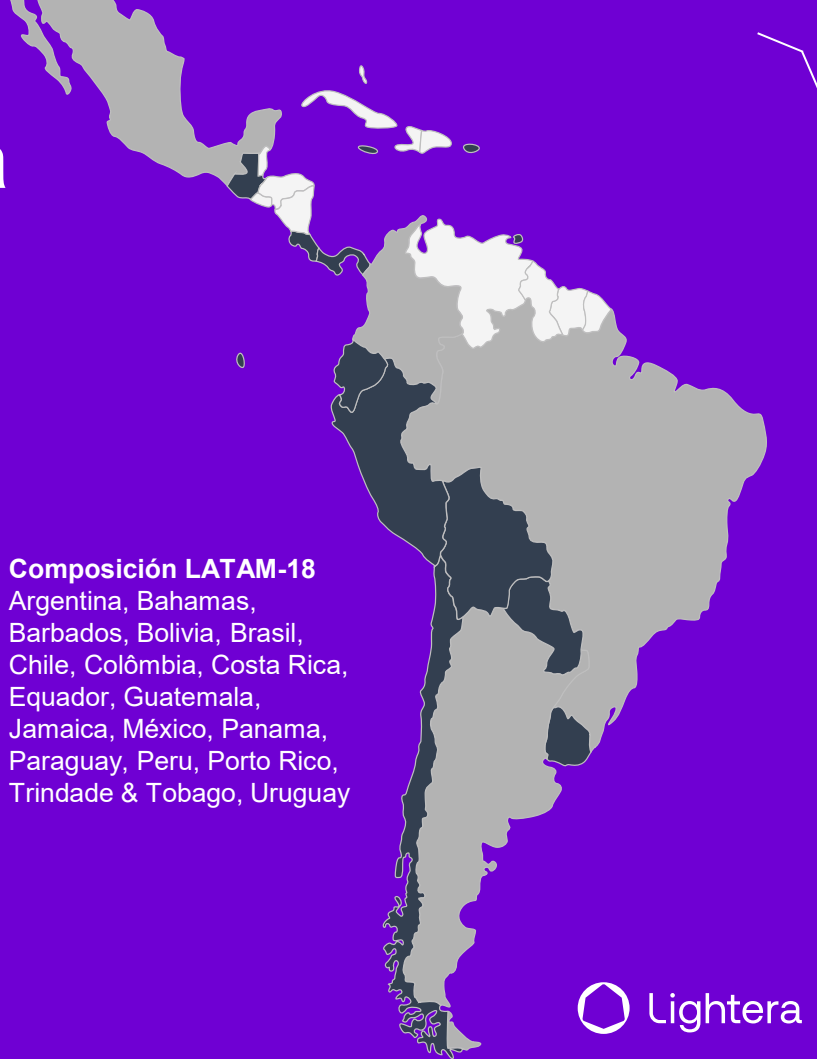 Composición LATAM-18
Argentina, Bahamas,
Barbados, Bolivia, Brasil,
Chile, Colômbia, Costa Rica,
Equador, Guatemala,
Jamaica, México, Panama,
Paraguay, Peru, Porto Rico,
Trindade & Tobago, Uruguay
Lightera